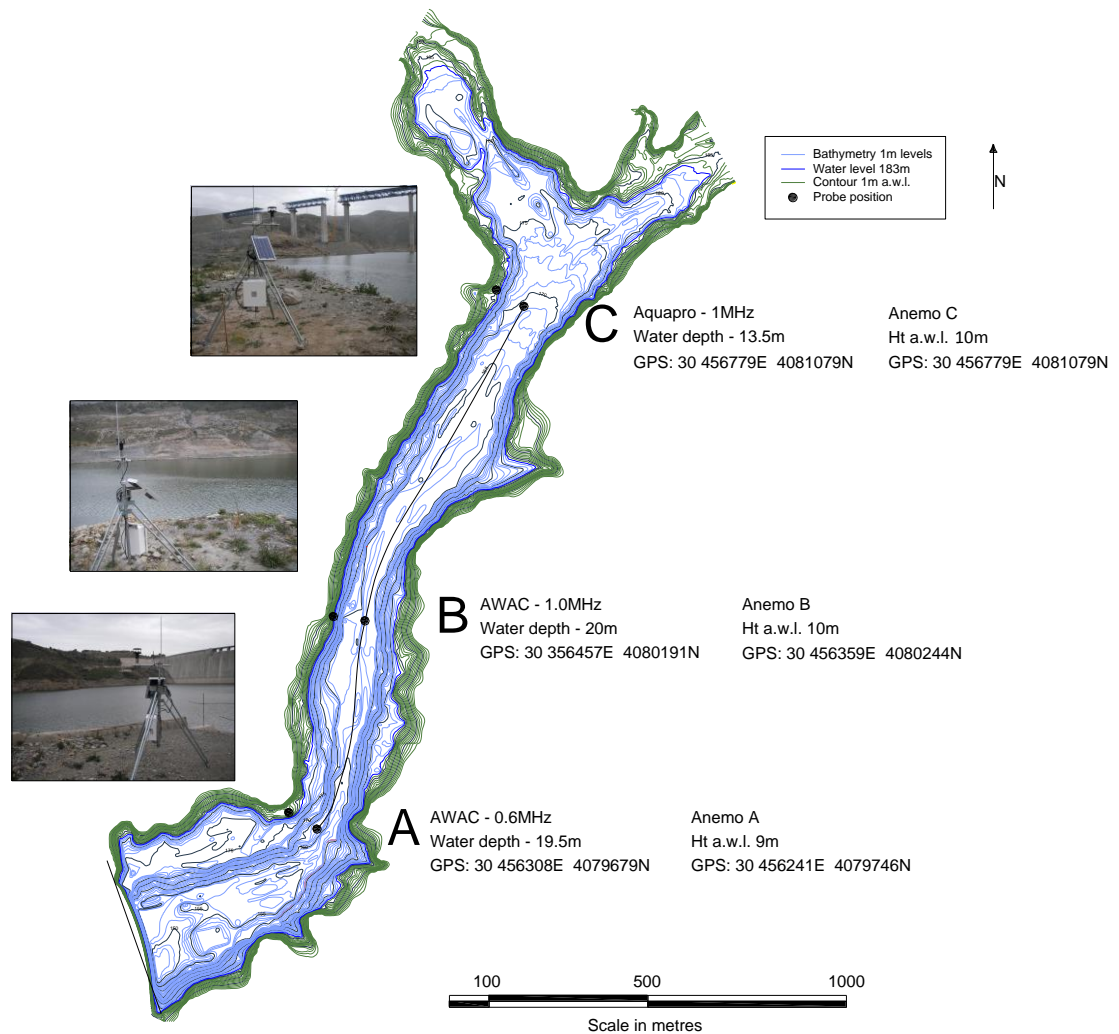 Bathymetry 1m levels
Water level 183m
Contour 1m a.w.l.
Probe position
N
C
Aquapro - 1MHz
Water depth - 13.5m
GPS: 30 456779E 4081079N
Anemo C
Ht a.w.l. 10m
GPS: 30 456779E 4081079N
B
AWAC - 1.0MHz
Water depth - 20m
GPS: 30 356457E 4080191N
Anemo B
Ht a.w.l. 10m
GPS: 30 456359E 4080244N
A
AWAC - 0.6MHz
Water depth - 19.5m
GPS: 30 456308E 4079679N
Anemo A
Ht a.w.l. 9m
GPS: 30 456241E 4079746N
100 500 1000
Scale in metres